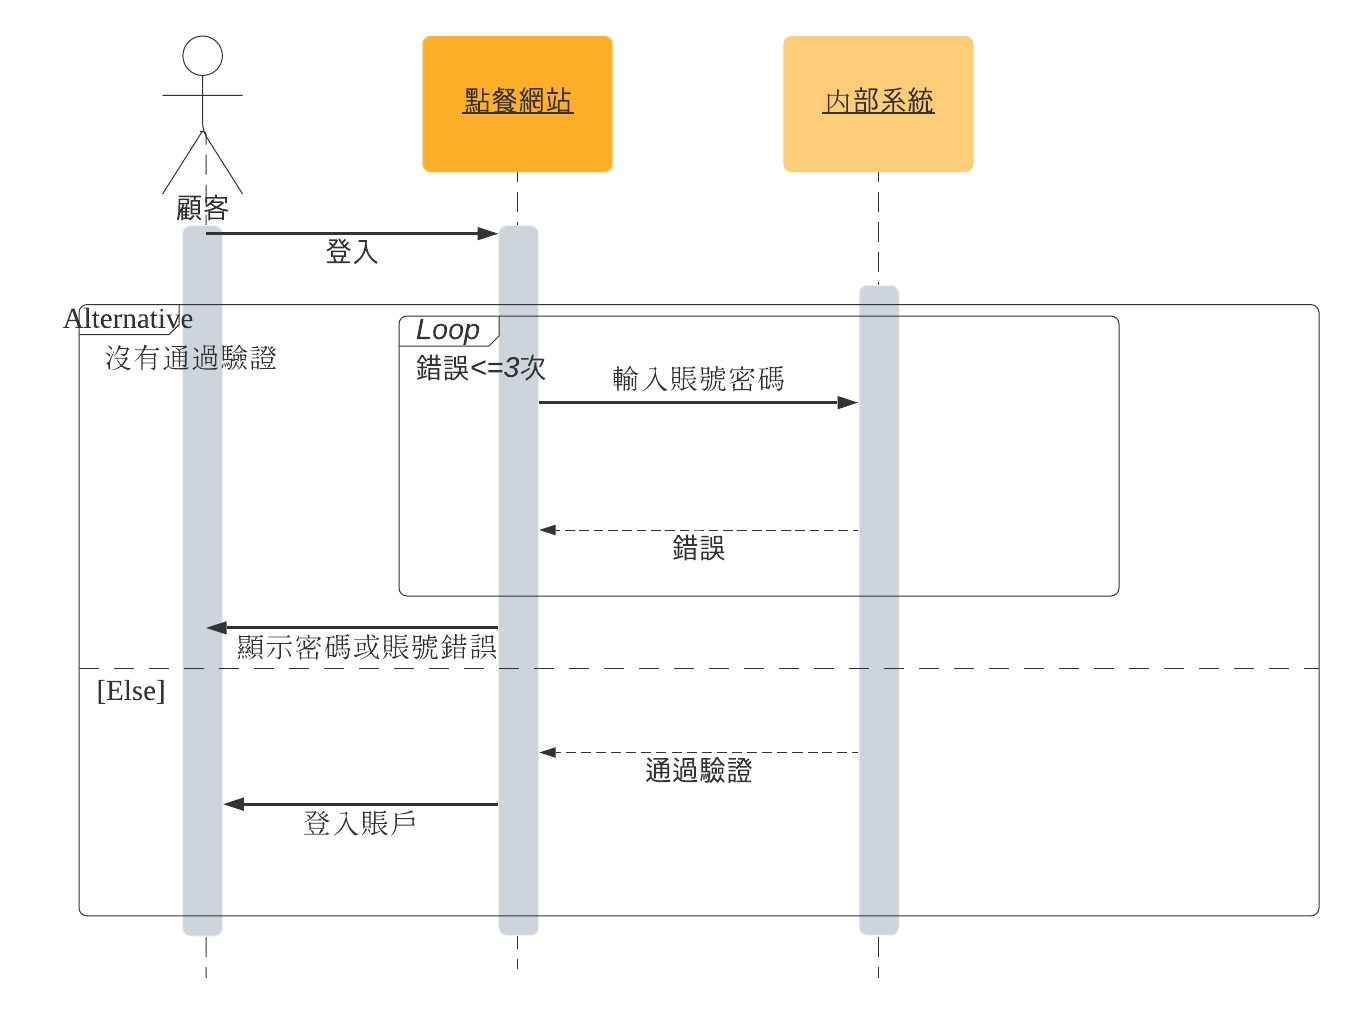 點餐網站
內部系統
顧客
登入
Alternative
沒有通過驗證
Loop
錯誤<=3次
輸入賬號密碼
錯誤
顯示密碼或賬號錯誤
[Else]
通過驗證
登入賬戶